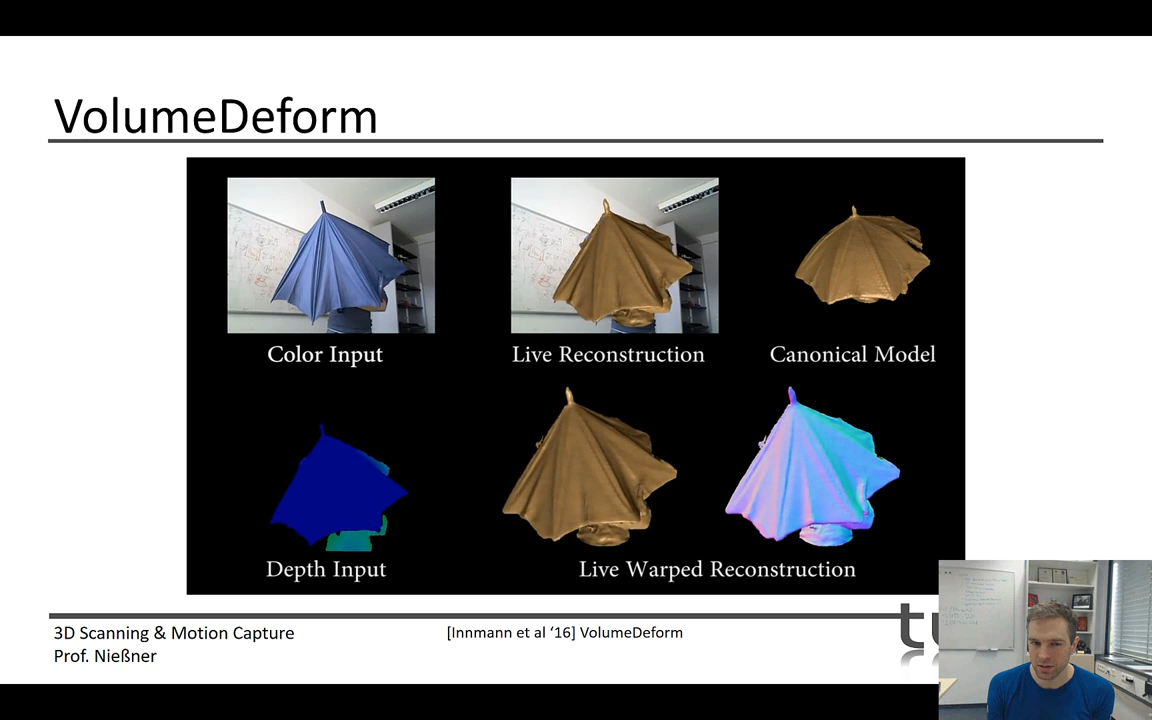 VolumeDeform
Color Input
Live Reconstruction
Canonical Model
Depth Input
Live Warped Reconstruction
3D Scanning & Motion Capture
Prof. Nießner
[Innmann et al ‘16] VolumeDeform